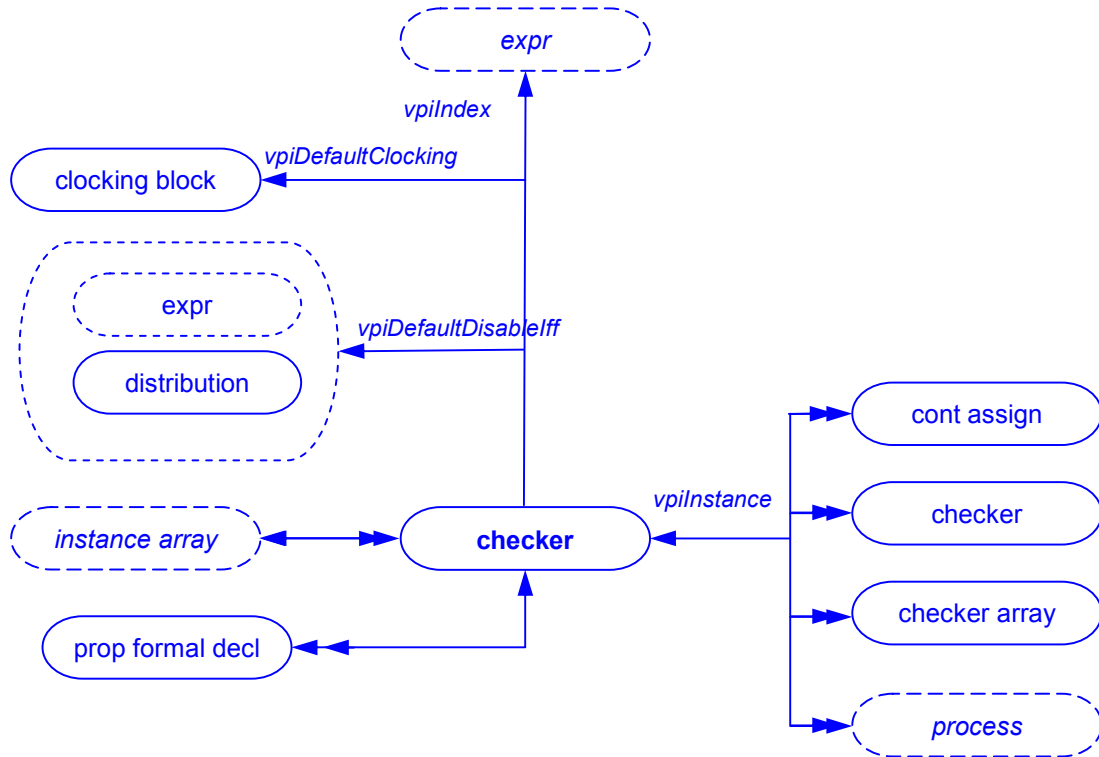 expr
vpiIndex
vpiDefaultClocking
clocking block
expr
vpiDefaultDisableIff
distribution
cont assign
vpiInstance
checker
instance array
checker
checker array
prop formal decl
process